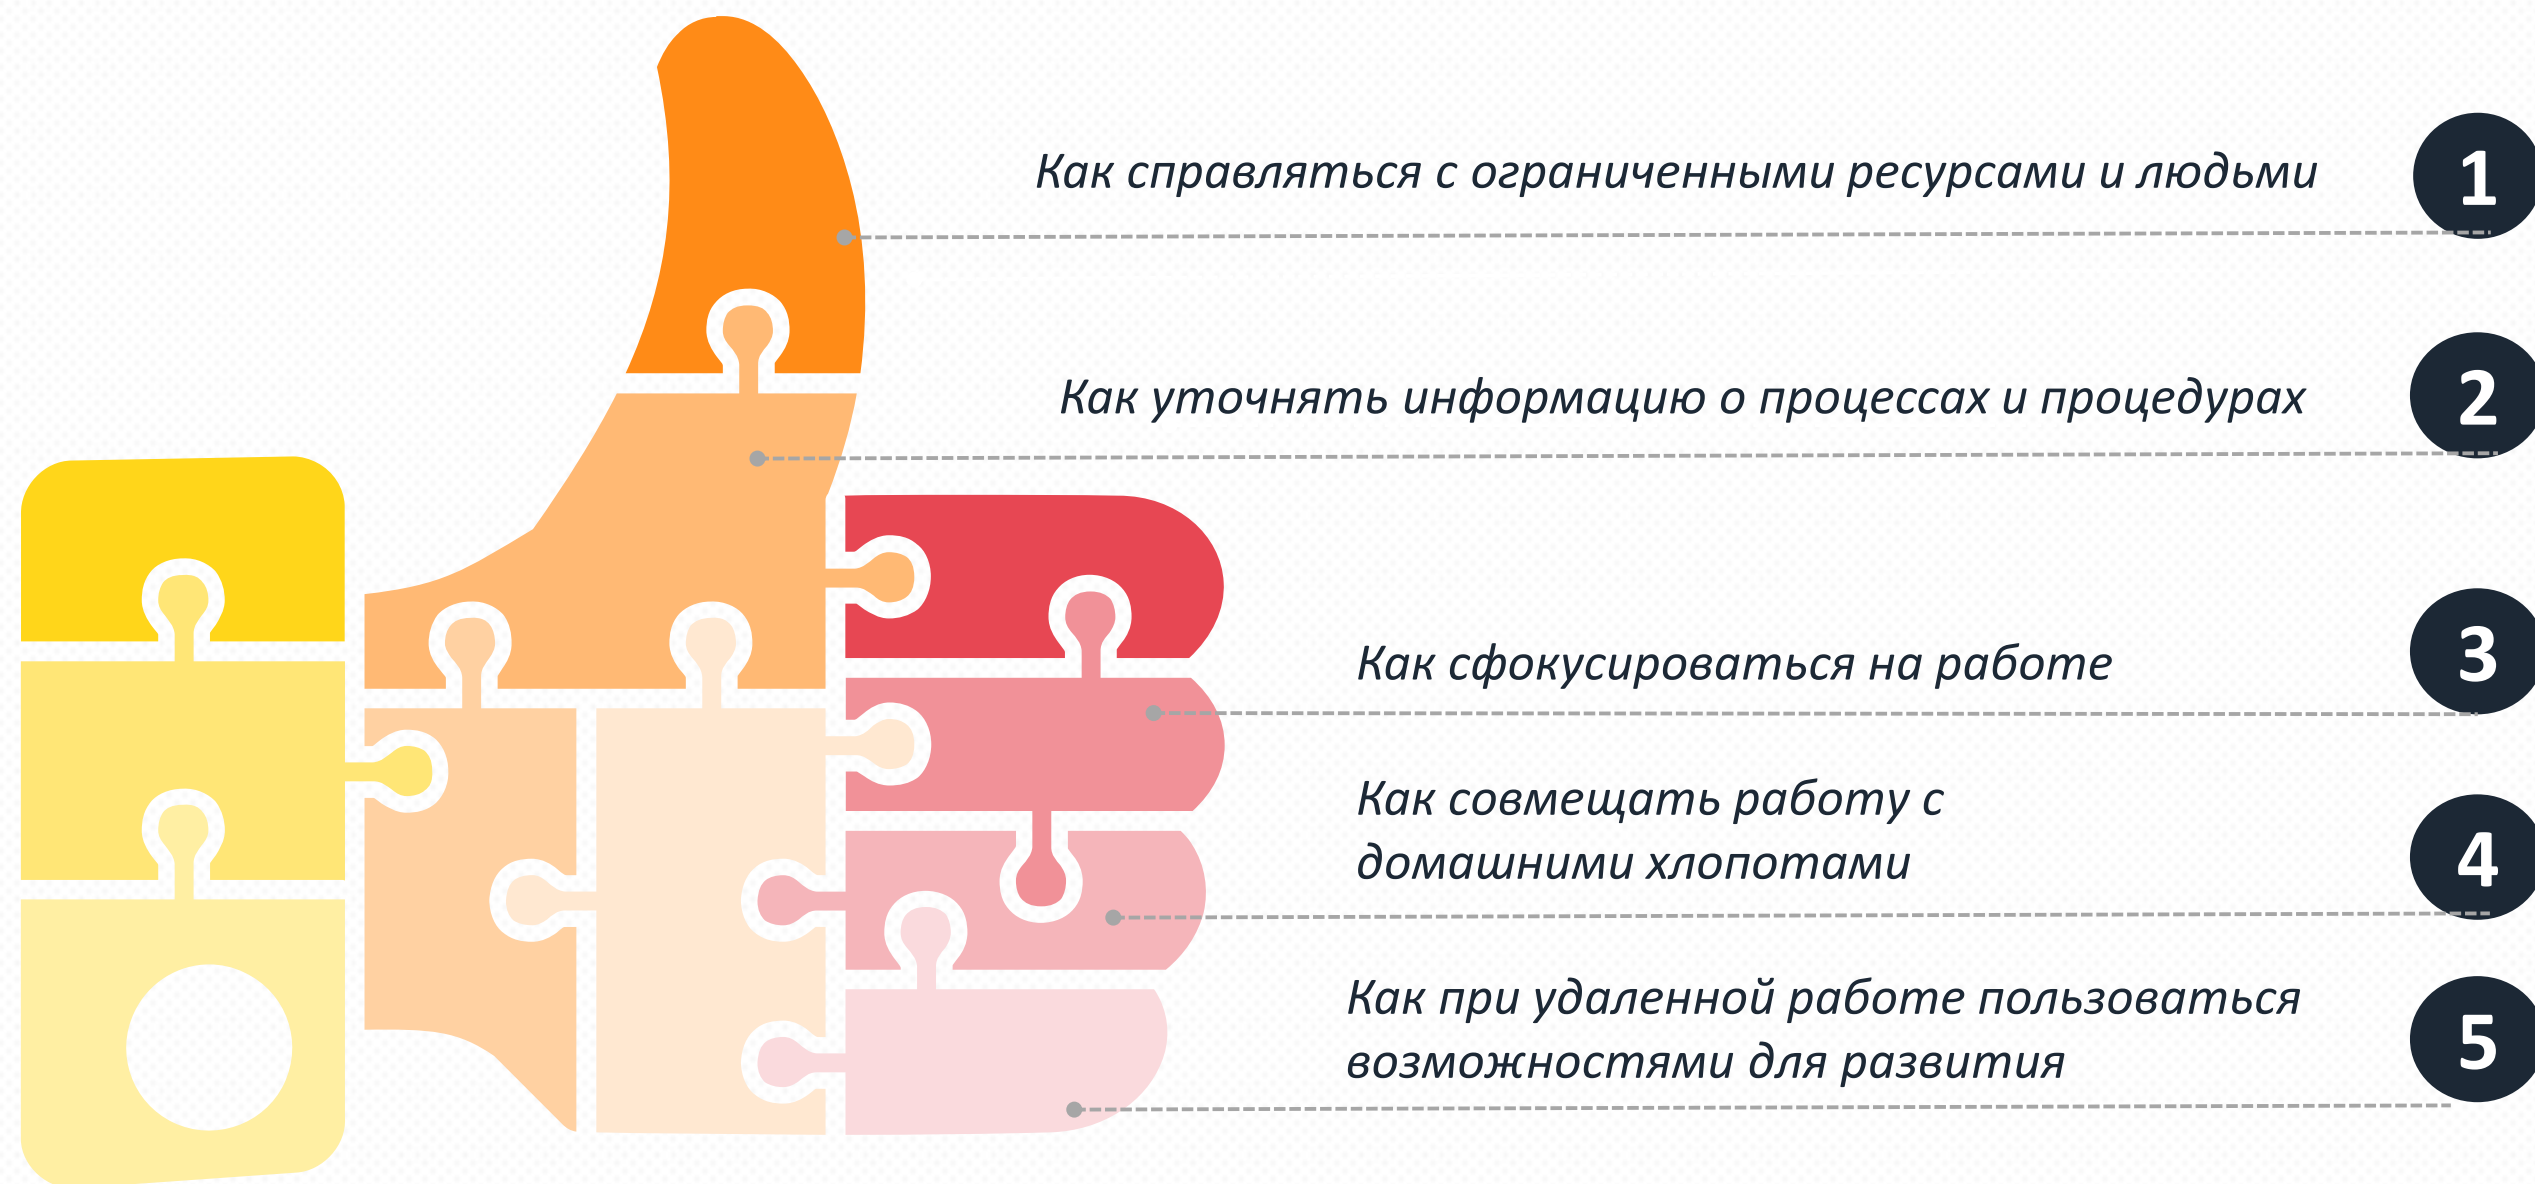 Как справляться с ограниченными ресурсами и людьми
1
Как уточнять информацию о процессах и процедурах
2
Как сфокусироваться на работе
3
Как совмещать работу с
домашними хлопотами
4
Как при удаленной работе пользоваться
возможностями для развития
5